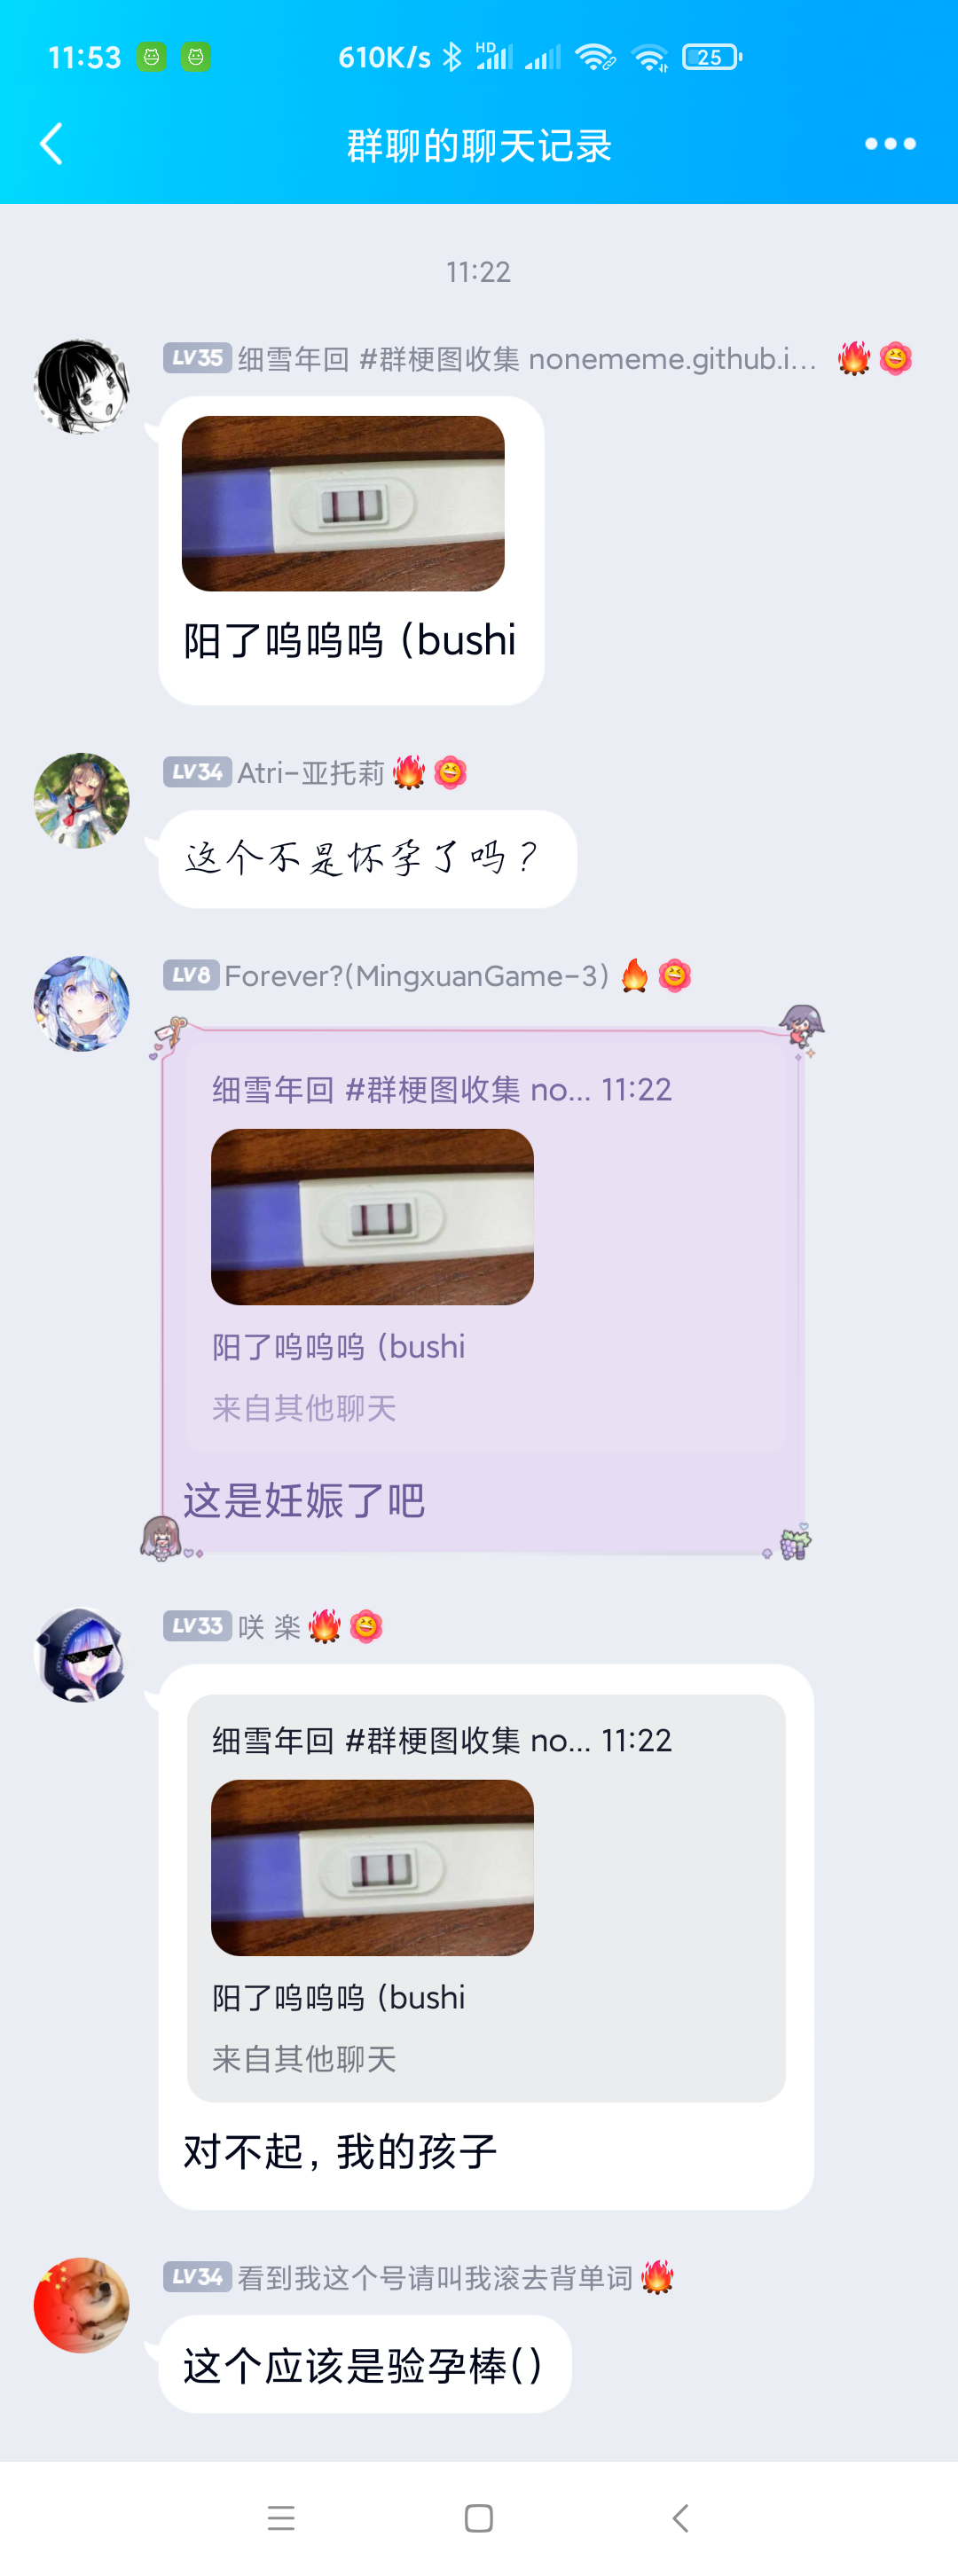 11:53 610K/s HD 25
群聊的聊天记录
11:22
LV35 细雪年回 #群梗图收集 nonememe.github.i...
阳了呜呜呜 (bushi
LV34 Atri-亚托莉
这个不是怀孕了吗？
LV8 Forever?(MingxuanGame-3)
细雪年回 #群梗图收集 no... 11:22
阳了呜呜呜 (bushi
来自其他聊天
这是妊娠了吧
LV33 咲 楽
细雪年回 #群梗图收集 no... 11:22
阳了呜呜呜 (bushi
来自其他聊天
对不起，我的孩子
LV34 看到我这个号请叫我滚去背单词
这个应该是验孕棒()